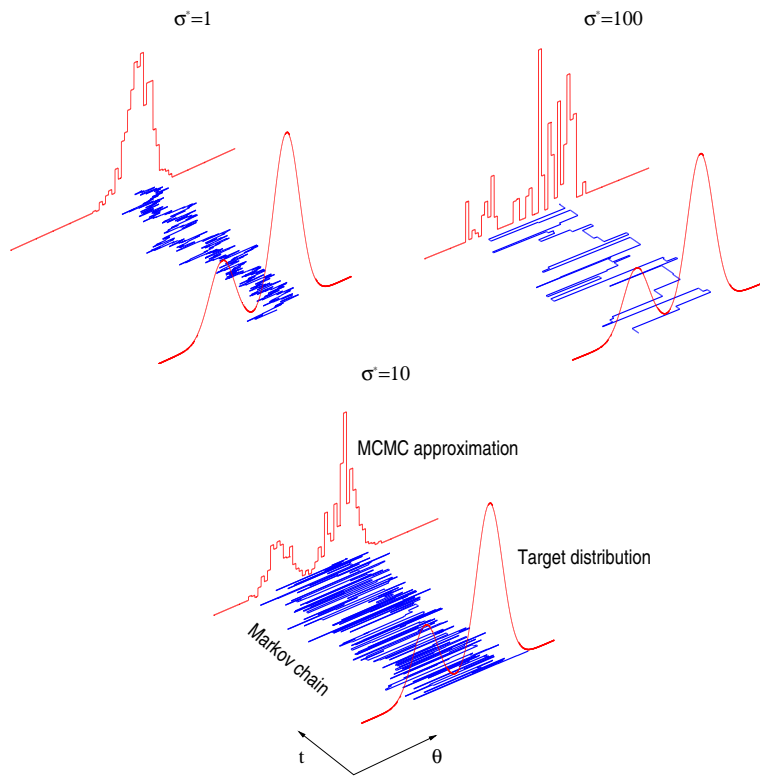 σ*=1
σ*=100
σ*=10
MCMC approximation
Target distribution
Markov chain
t
θ